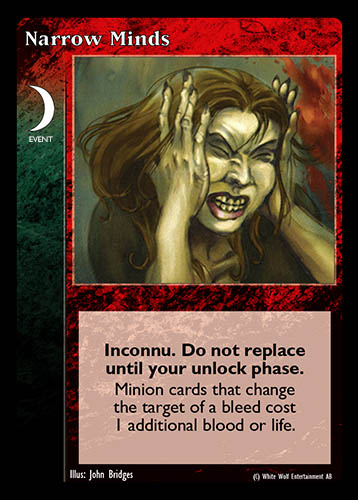 Narrow Minds
EVENT
Inconnu. Do not replace
until your unlock phase.
Minion cards that change
the target of a bleed cost
1 additional blood or life.
Illus: John Bridges
(C) White Wolf Entertainment AB